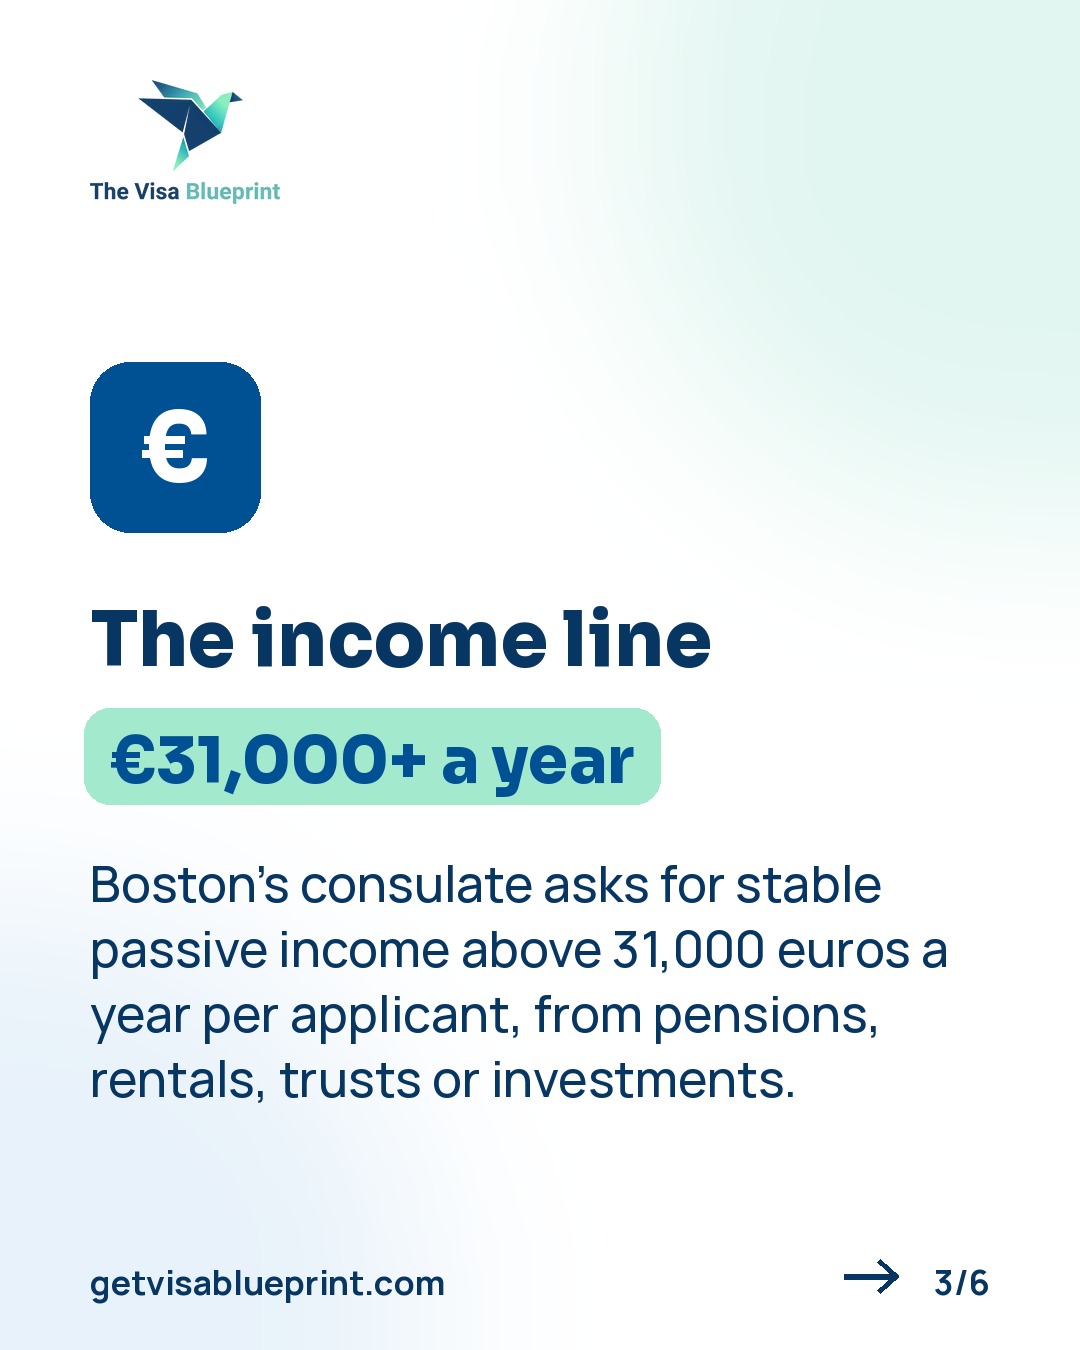 The Visa Blueprint
€
The income line
€31,000+ a year
Boston’s consulate asks for stable
passive income above 31,000 euros a
year per applicant, from pensions,
rentals, trusts or investments.
getvisablueprint.com
→ 3/6